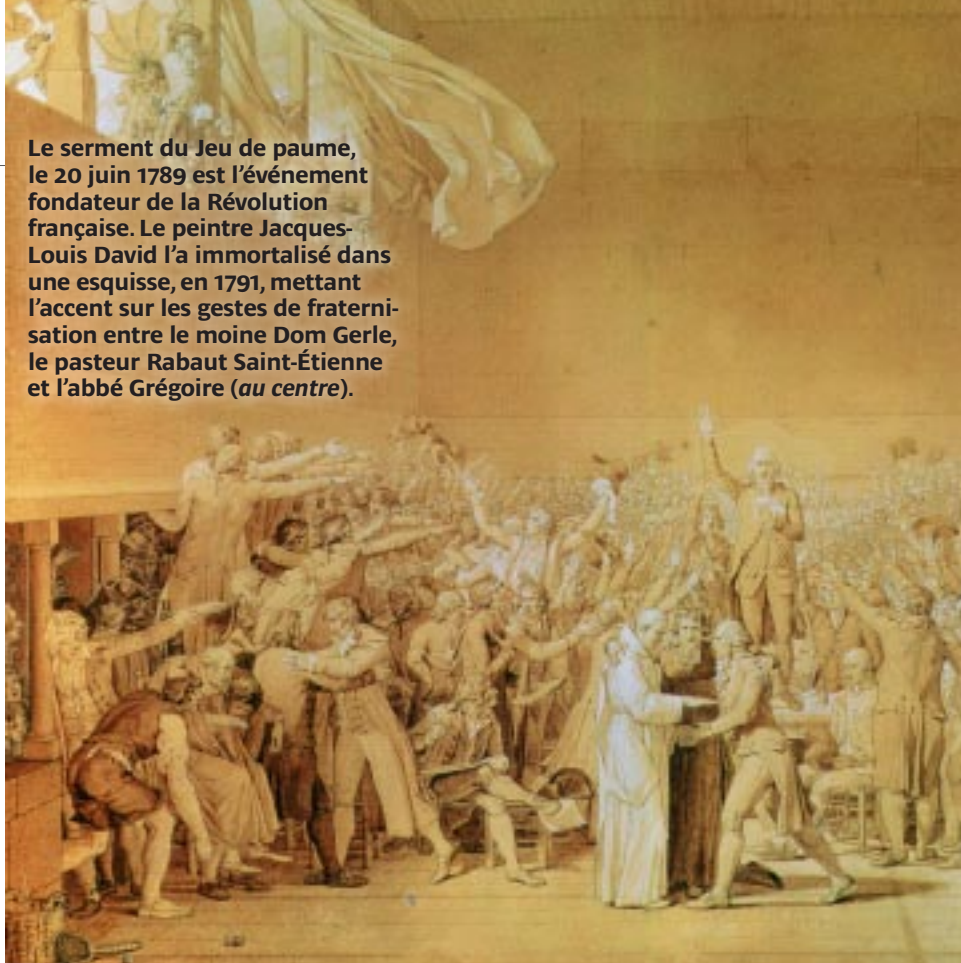 Le serment du Jeu de paume,
le 20 juin 1789 est l’événement
fondateur de la Révolution
française. Le peintre Jacques-
Louis David l’a immortalisé dans
une esquisse, en 1791, mettant
l’accent sur les gestes de fraterni-
sation entre le moine Dom Gerle,
le pasteur Rabaut Saint-Étienne
et l’abbé Grégoire (au centre).